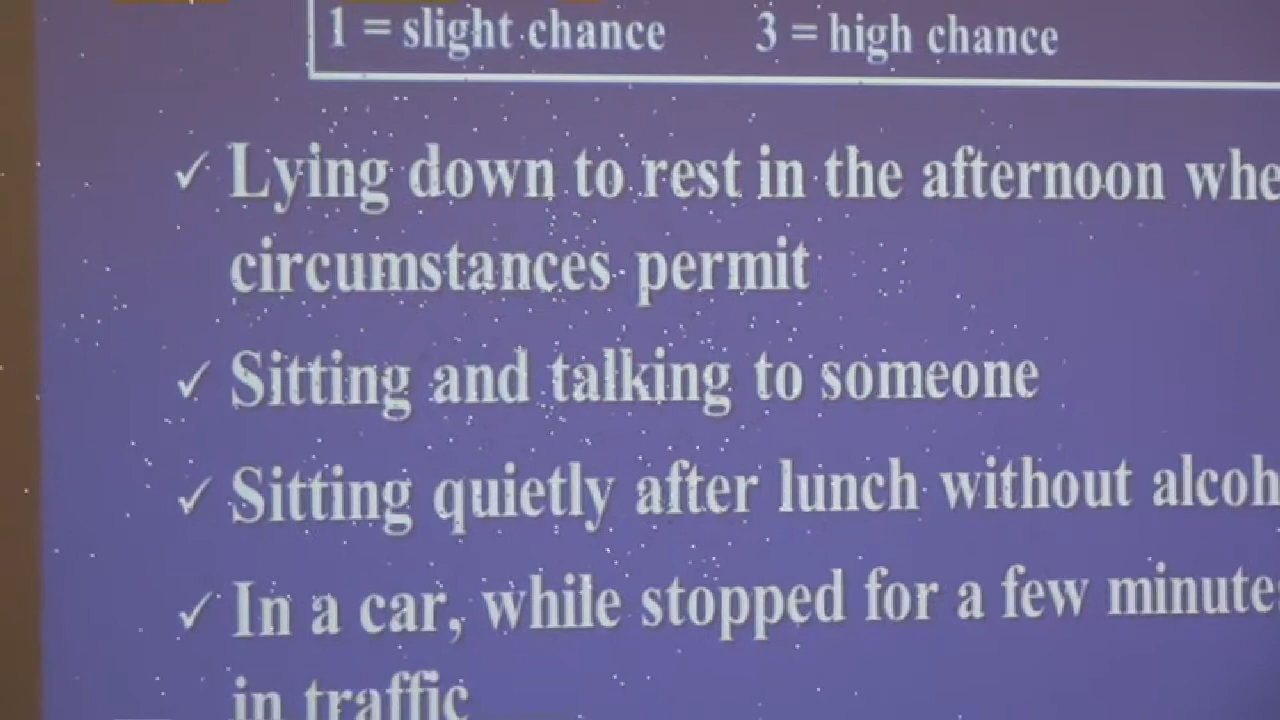 1 = slight chance 3 = high chance
✓ Lying down to rest in the afternoon whe
circumstances permit
✓ Sitting and talking to someone
✓ Sitting quietly after lunch without alcoh
✓ In a car, while stopped for a few minute
in traffic